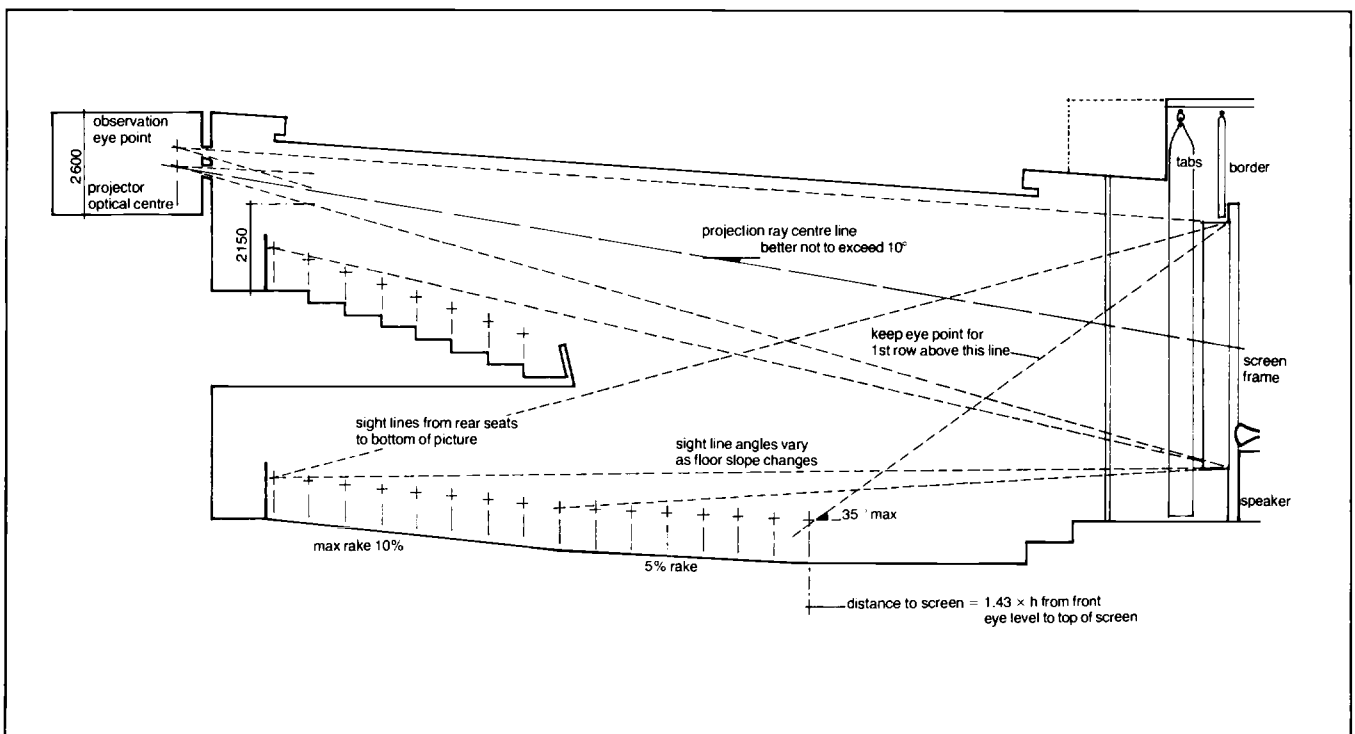 observation
eye point
2600
projector
optical centre
2150
tabs
border
projection ray centre line
better not to exceed 10°
keep eye point for
1st row above this line
screen
frame
sight lines from rear seats
to bottom of picture
sight line angles vary
as floor slope changes
speaker
35° max
max rake 10%
5% rake
distance to screen = 1.43 × h from front
eye level to top of screen